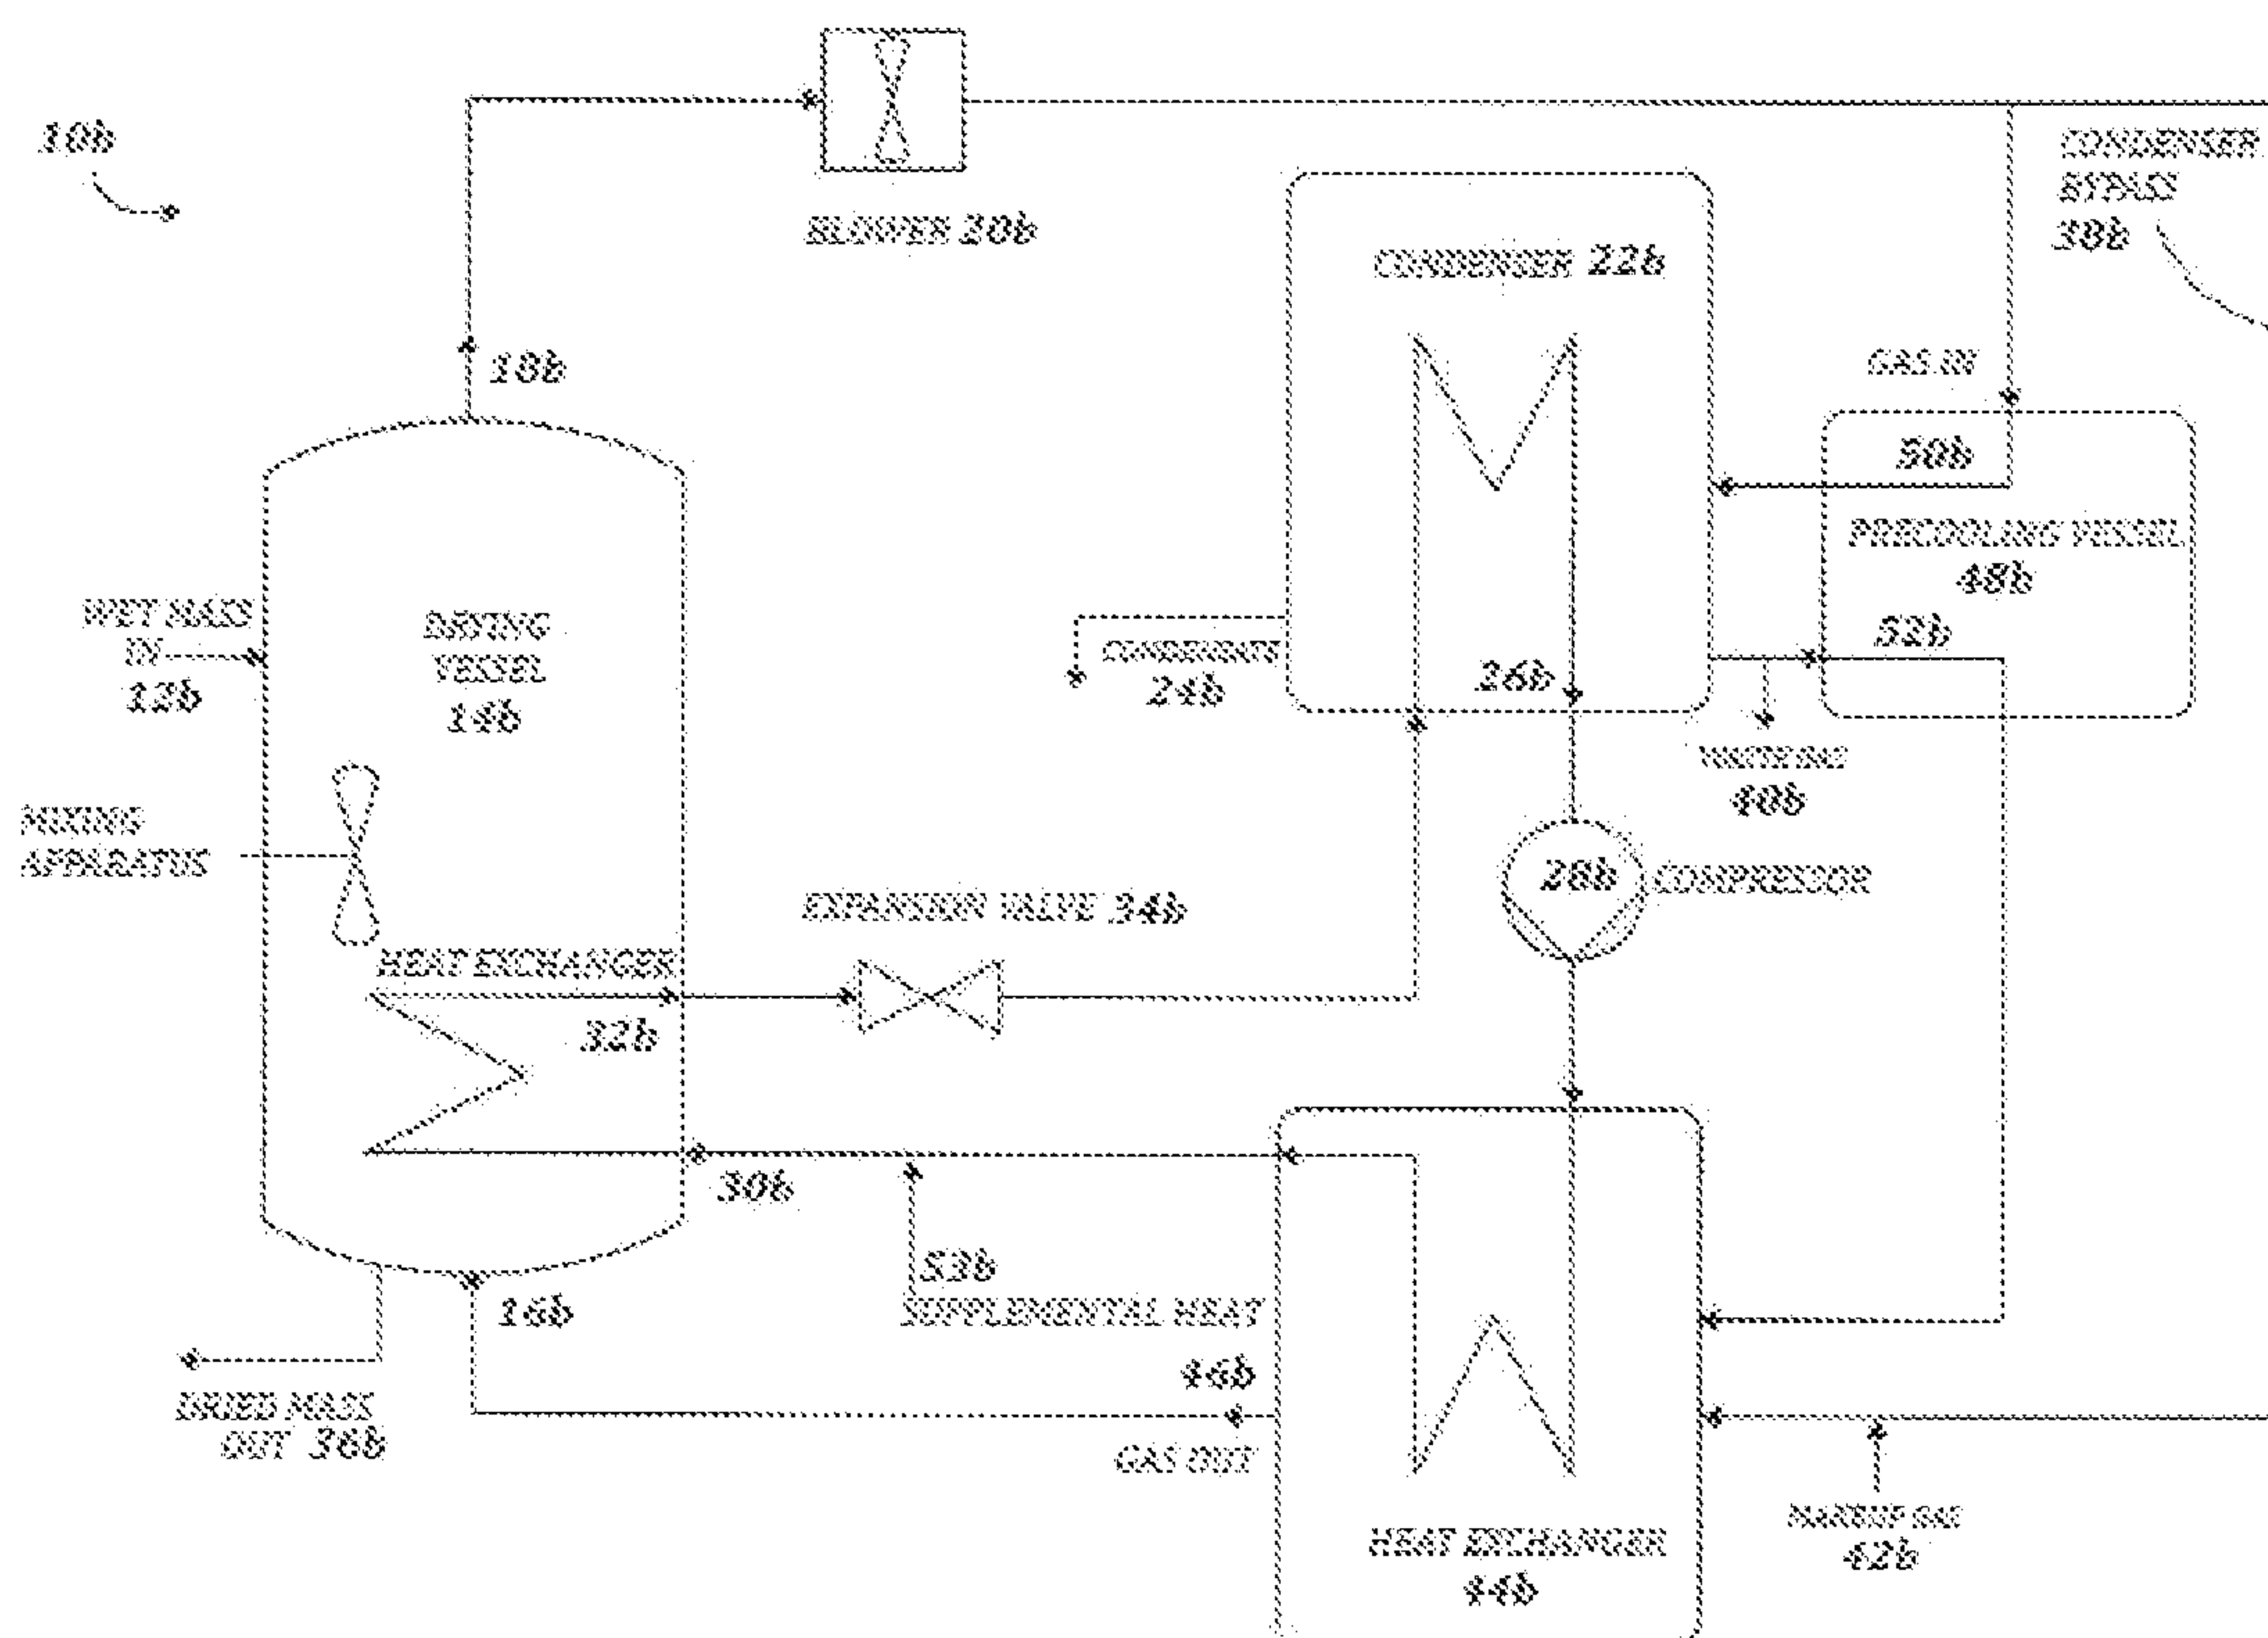 10b
BLOWER 20b
CONDENSER
BYPASS
38b
CONDENSER 22b
18b
GAS IN
50b
PRECOOLING VESSEL
48b
WET MASS
IN
12b
DRYING
VESSEL
14b
CONDENSATE
24b
26b
52b
WASTE GAS
40b
MIXING
APPARATUS
28b COMPRESSOR
EXPANSION VALVE 34b
HEAT EXCHANGER
32b
30b
53b
SUPPLEMENTAL HEAT
16b
46b
DRIED MASS
OUT 36b
GAS OUT
MAKEUP GAS
42b
HEAT EXCHANGER
44b